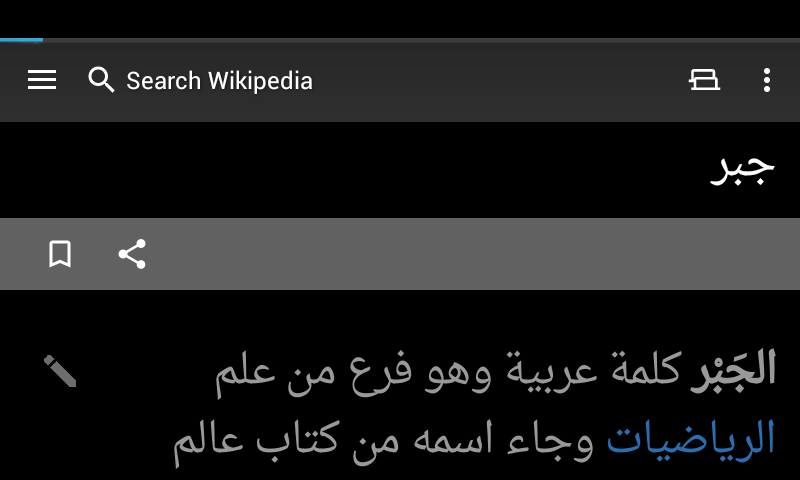 Search Wikipedia
جبر
الجَبْر كلمة عربية وهو فرع من علم
الرياضيات وجاء اسمه من كتاب عالم